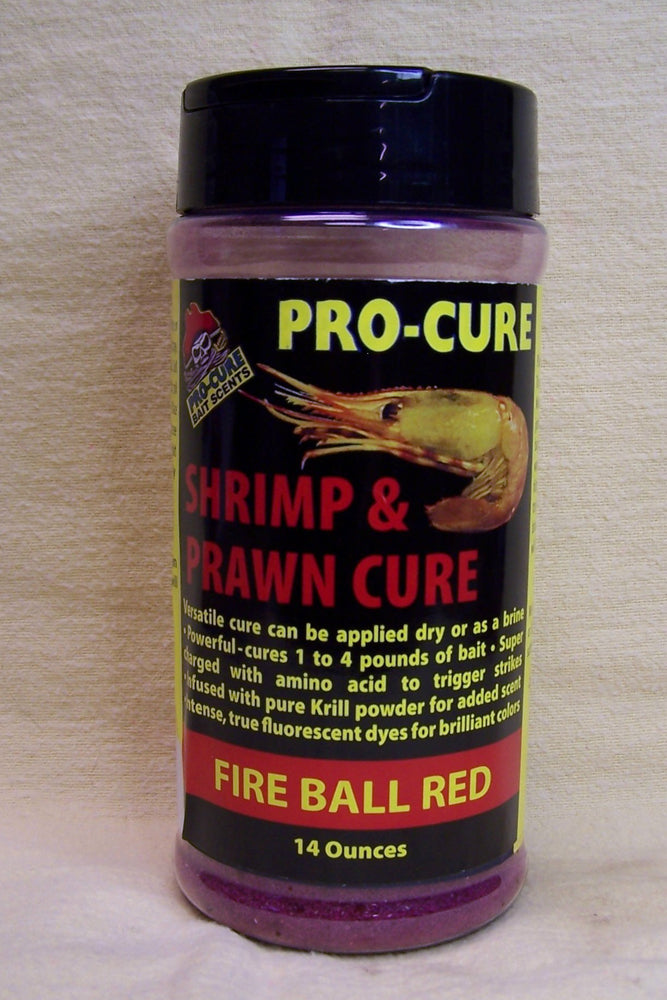 PRO-CURE
PRO-CURE
BAIT SCENTS
SHRIMP &
PRAWN CURE
Versatile cure can be applied dry or as a brine
• Powerful-cures 1 to 4 pounds of bait • Super
charged with amino acid to trigger strikes
• Infused with pure Krill powder for added scent
Intense, true fluorescent dyes for brilliant colors
FIRE BALL RED
14 Ounces